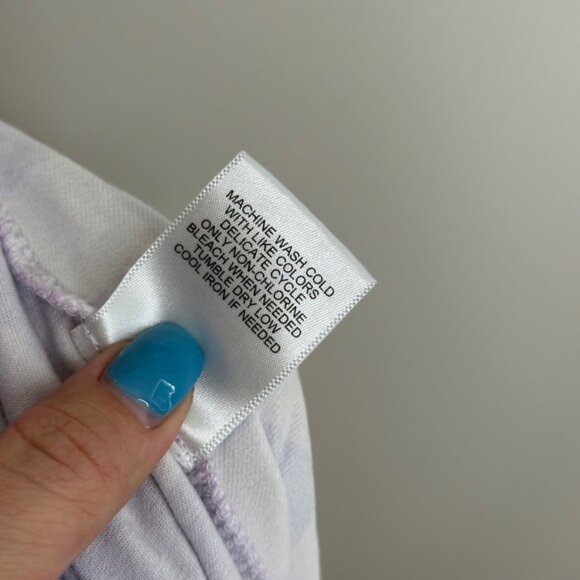 MACHINE WASH COLD
WITH LIKE COLORS
DELICATE CYCLE
ONLY NON-CHLORINE
BLEACH WHEN NEEDED
TUMBLE DRY LOW
COOL IRON IF NEEDED